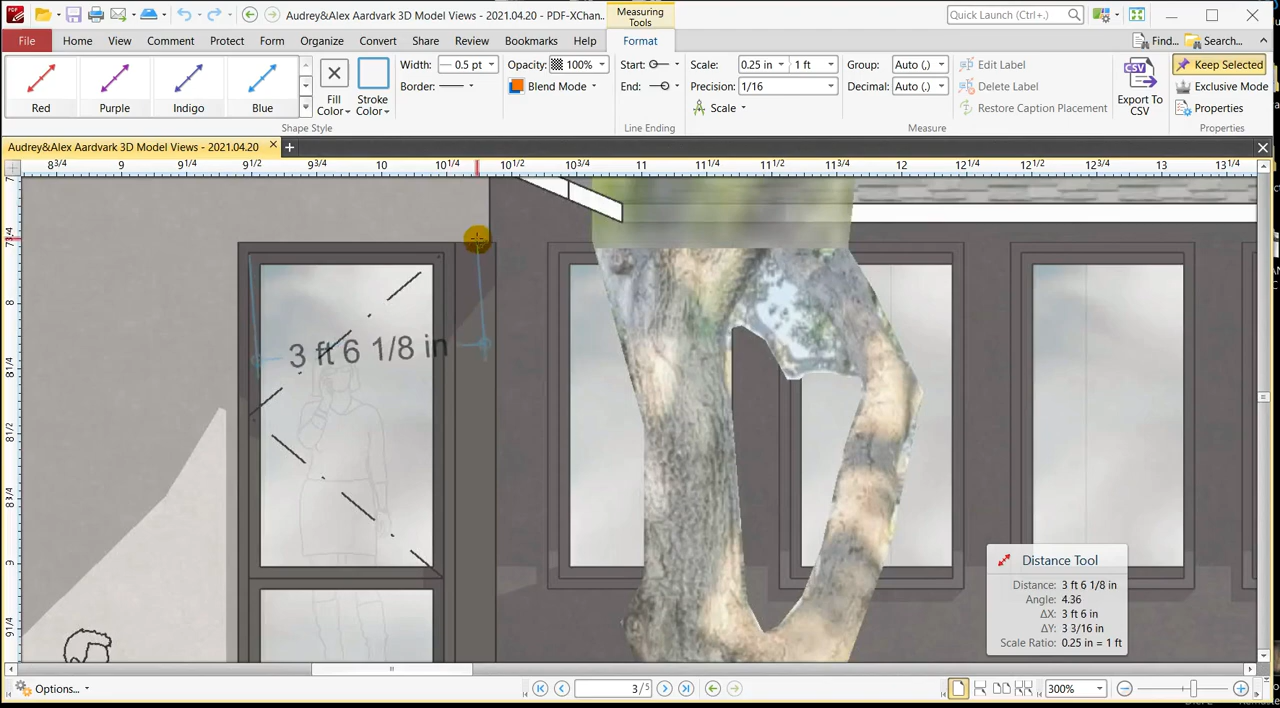 Audrey&Alex Aardvark 3D Model Views - 2021.04.20 - PDF-XChan..
Measuring Tools
Quick Launch (Ctrl+.)
File Home View Comment Protect Form Organize Convert Share Review Bookmarks Help Format Find... Search...
Width: 0.5 pt Opacity: 100% Start: Scale: 0.25 in 1 ft Group: Auto (,) Edit Label Keep Selected
Border: Blend Mode End: Precision: 1/16 Decimal: Auto (.) Delete Label Exclusive Mode
Red Purple Indigo Blue Fill Color Stroke Color Scale Restore Caption Placement Export To CSV Properties
Shape Style Line Ending Measure Properties
Audrey&Alex Aardvark 3D Model Views - 2021.04.20
8 3/4 9 9 1/2 9 3/4 10 10 1/4 10 1/2 10 3/4 11 11 1/4 11 1/2 11 3/4 12 12 1/2 12 3/4 13 13 1/4
7
7 3/4
8
8 1/4
8 1/2
8 3/4
9
9 1/4
3 ft 6 1/8 in
Distance Tool
Distance: 3 ft 6 1/8 in
Angle: 4.36
ΔX: 3 ft 6 in
ΔY: 3 3/16 in
Scale Ratio: 0.25 in = 1 ft
Options... 3/5 300%